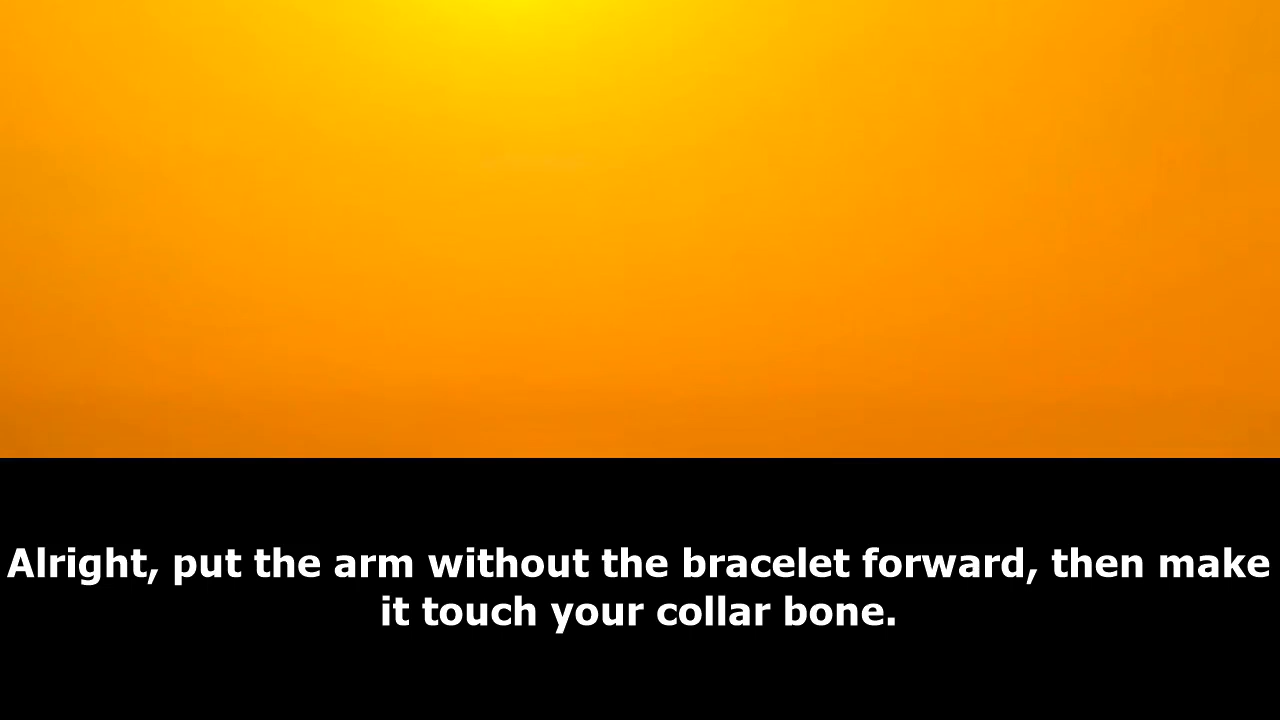 Alright, put the arm without the bracelet forward, then make
it touch your collar bone.